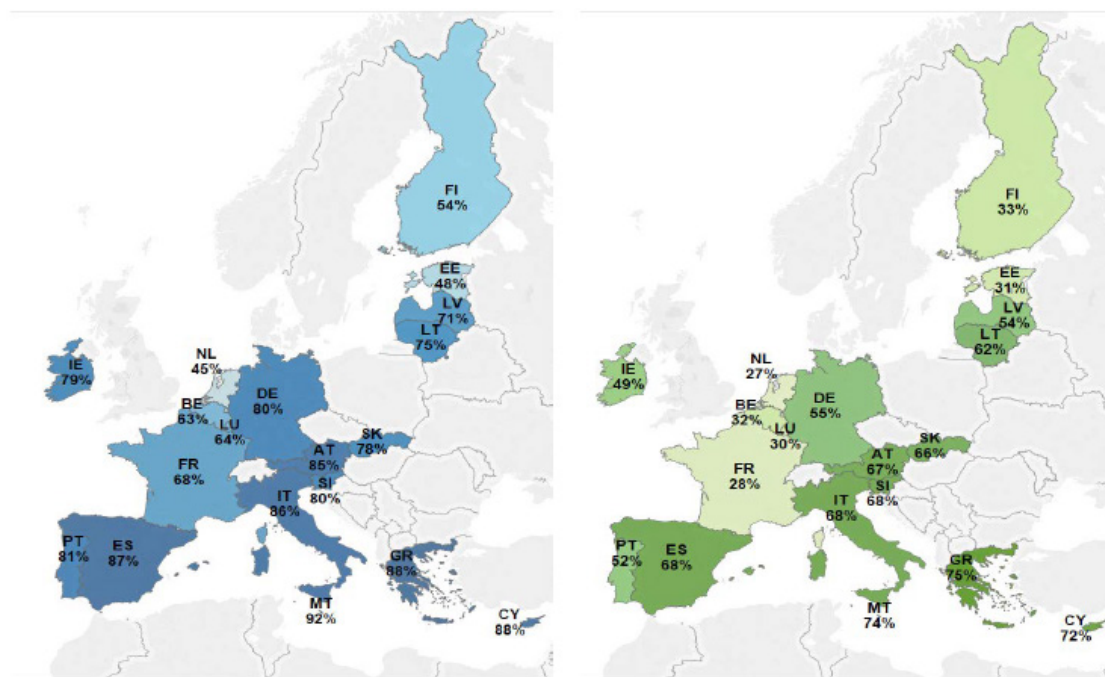 FI
54%
EE
48%
LV
71%
LT
75%
IE
79%
NL
45%
BE
63%
DE
80%
LU
64%
SK
78%
AT
85%
FR
68%
SI
80%
IT
86%
PT
81%
ES
87%
GR
88%
MT
92%
CY
88%
FI
33%
EE
31%
LV
54%
LT
62%
IE
49%
NL
27%
BE
32%
DE
55%
LU
30%
SK
66%
AT
67%
FR
28%
SI
68%
IT
68%
PT
52%
ES
68%
GR
75%
MT
74%
CY
72%